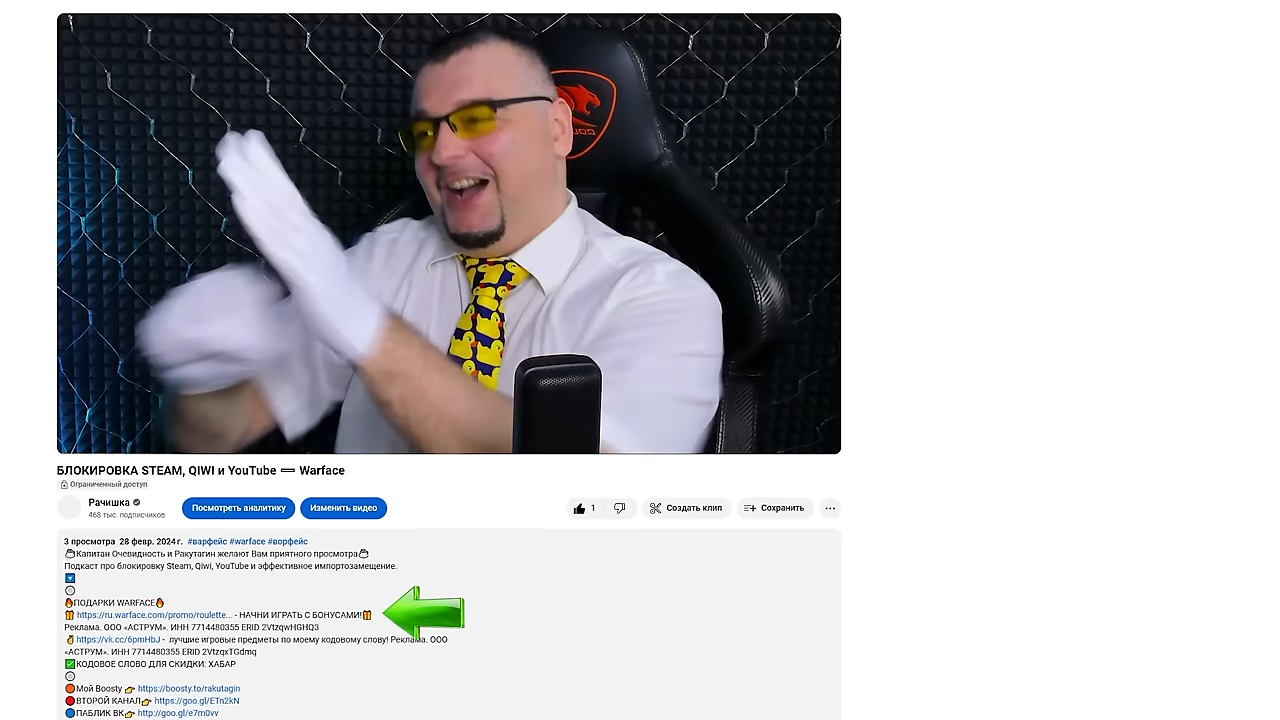 БЛОКИРОВКА STEAM, QIWI и YouTube ═ Warface
Ограниченный доступ
Рачишка
468 тыс. подписчиков
Посмотреть аналитику
Изменить видео
1
Создать клип
Сохранить
3 просмотра 28 февр. 2024 г. #варфейс #warface #ворфейс
Капитан Очевидность и Ракутагин желают Вам приятного просмотра
Подкаст про блокировку Steam, Qiwi, YouTube и эффективное импортозамещение.
🔥ПОДАРКИ WARFACE🔥
🎁 https://ru.warface.com/promo/roulette... - НАЧНИ ИГРАТЬ С БОНУСАМИ!🎁
Реклама. ООО «АСТРУМ». ИНН 7714480355 ERID 2VtzqwHGHQ3
https://vk.cc/6pmHbJ - лучшие игровые предметы по моему кодовому слову! Реклама. ООО
«АСТРУМ». ИНН 7714480355 ERID 2VtzqxTGdmq
✅КОДОВОЕ СЛОВО ДЛЯ СКИДКИ: ХАБАР
🟠Мой Boosty 👉 https://boosty.to/rakutagin
🔴ВТОРОЙ КАНАЛ👉 https://goo.gl/ETn2kN
🔵ПАБЛИК ВК👉 http://goo.gl/e7m0vv